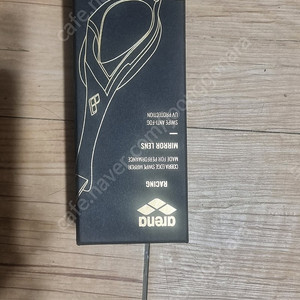 arena
RACING
COBRA EDGE SWIPE MIRROR
MADE FOR PERFORMANCE
MIRROR LENS
SWIPE ANTI-FOG
UV PROTECTION